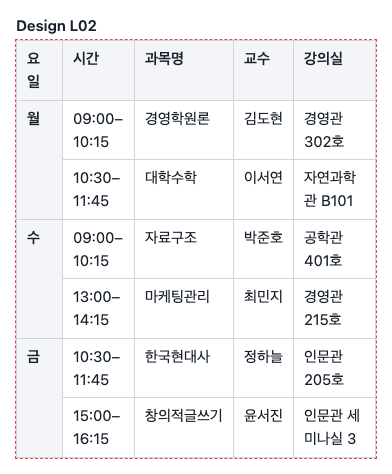 Design L02
요일 시간 과목명 교수 강의실
월 09:00–10:15 경영학원론 김도현 경영관 302호
10:30–11:45 대학수학 이서연 자연과학관 B101
수 09:00–10:15 자료구조 박준호 공학관 401호
13:00–14:15 마케팅관리 최민지 경영관 215호
금 10:30–11:45 한국현대사 정하늘 인문관 205호
15:00–16:15 창의적글쓰기 윤서진 인문관 세미나실 3